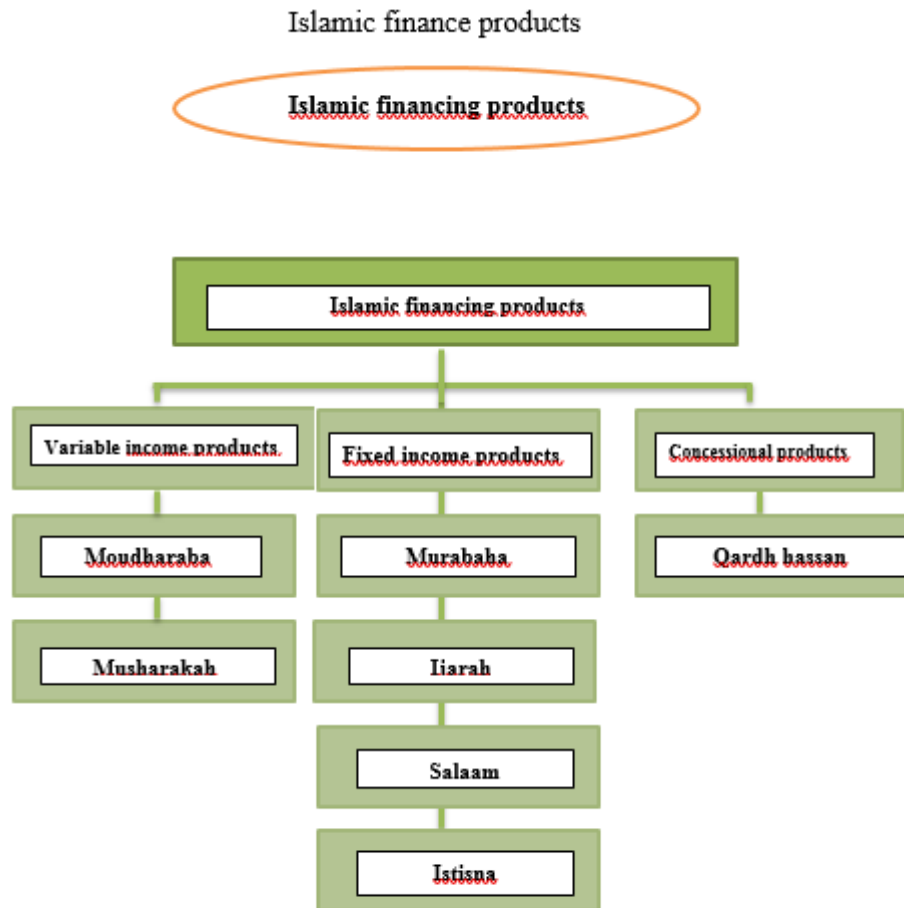 Islamic finance products
Islamic financing products
Islamic financing products
Variable income products
Fixed income products
Concessional products
Moudharaba
Murabaha
Qardh hassan
Musharakah
Ijarah
Salaam
Istisna